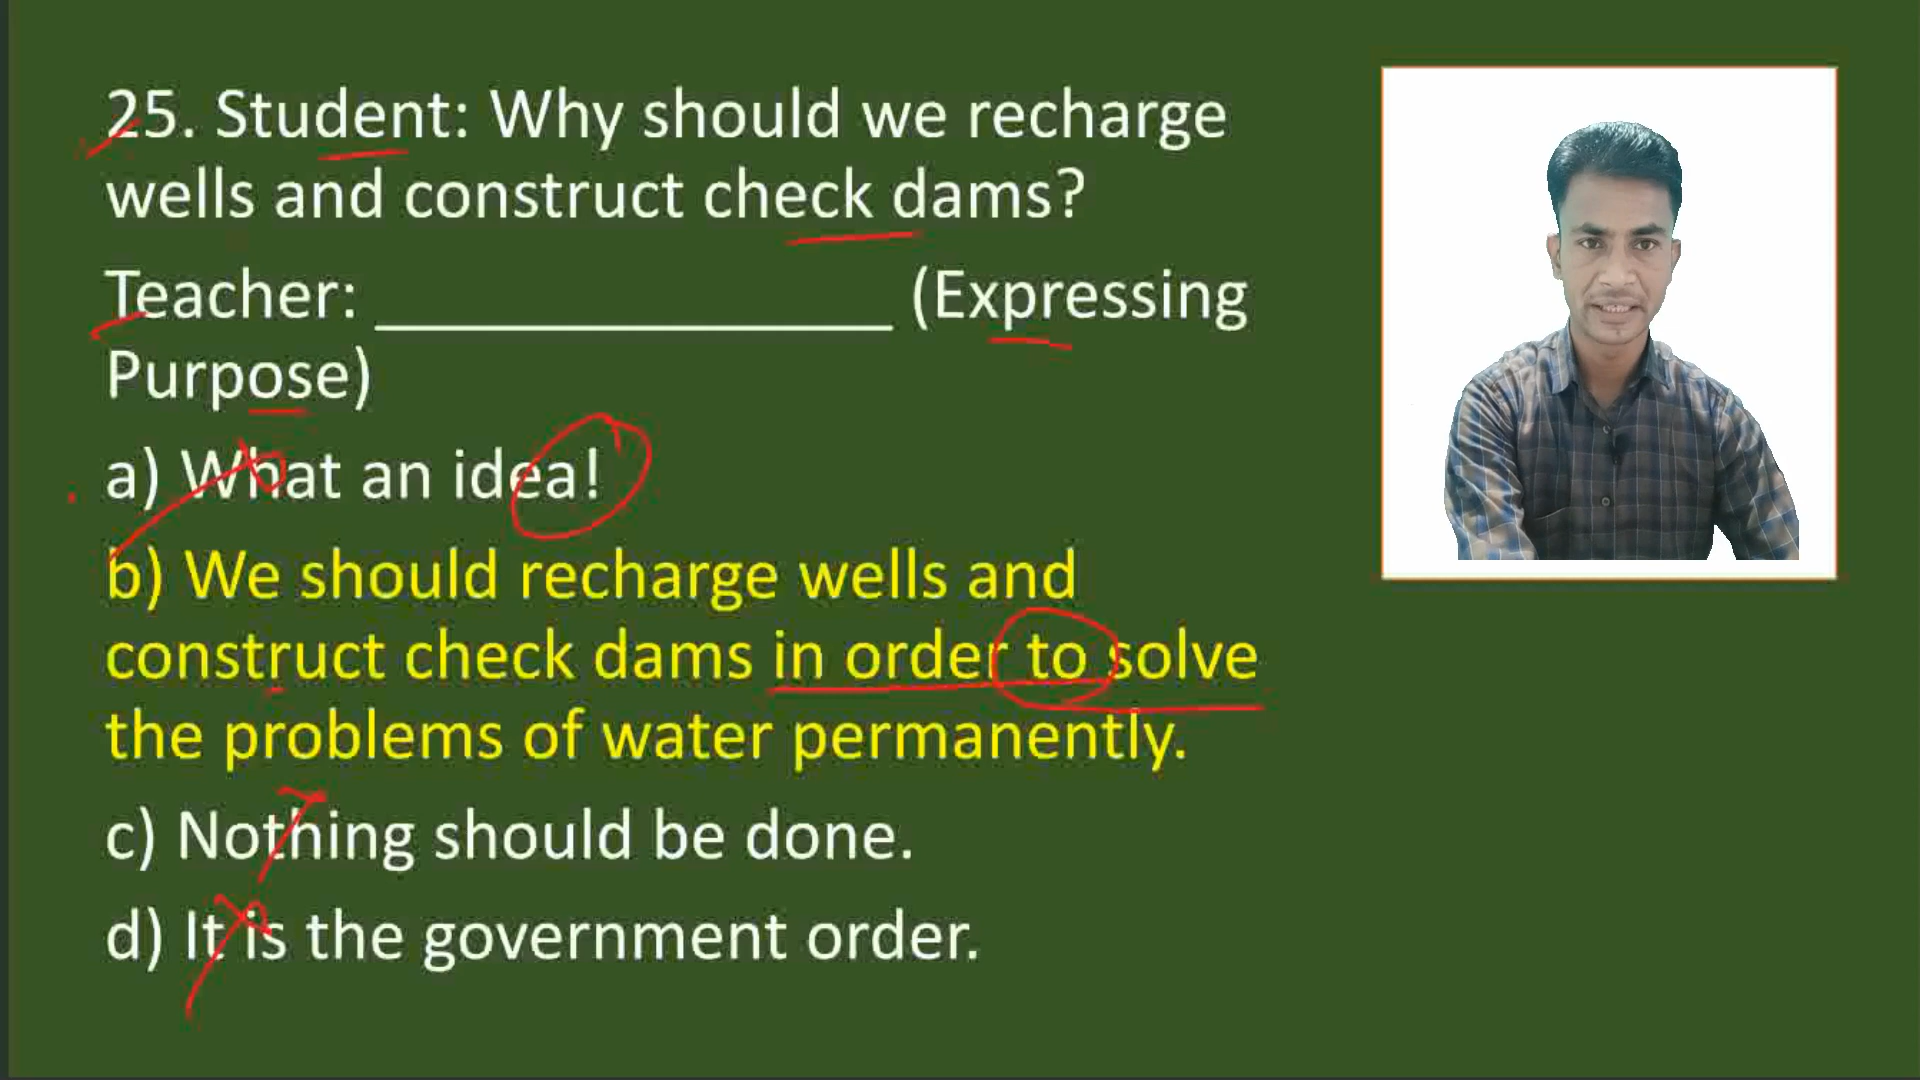 25. Student: Why should we recharge
wells and construct check dams?
Teacher: ________________ (Expressing
Purpose)
a) What an idea!
b) We should recharge wells and
construct check dams in order to solve
the problems of water permanently.
c) Nothing should be done.
d) It is the government order.